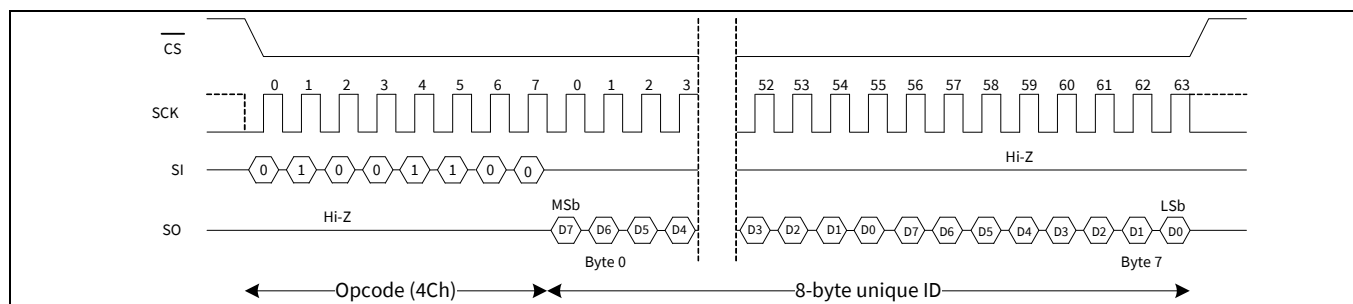 CS
0 1 2 3 4 5 6 7 0 1 2 3 52 53 54 55 56 57 58 59 60 61 62 63
SCK
Hi-Z
SI 0 1 0 0 1 1 0 0
MSb LSb
Hi-Z
SO D7 D6 D5 D4 D3 D2 D1 D0 D7 D6 D5 D4 D3 D2 D1 D0
Byte 0 Byte 7
Opcode (4Ch) 8-byte unique ID